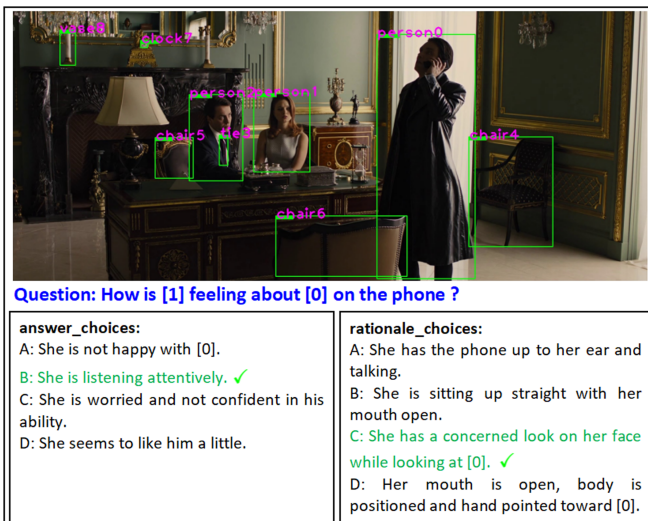 vase8
clock7
person0
person2
person1
chair5
tie3
chair4
chair6
Question: How is [1] feeling about [0] on the phone ?
answer_choices:
A: She is not happy with [0].
B: She is listening attentively. ✓
C: She is worried and not confident in his
ability.
D: She seems to like him a little.
rationale_choices:
A: She has the phone up to her ear and
talking.
B: She is sitting up straight with her
mouth open.
C: She has a concerned look on her face
while looking at [0]. ✓
D: Her mouth is open, body is
positioned and hand pointed toward [0].